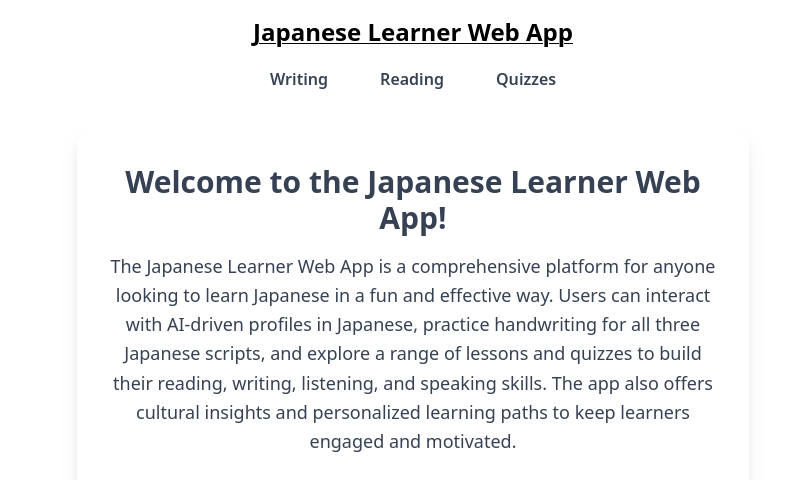 Japanese Learner Web App
Writing Reading Quizzes
Welcome to the Japanese Learner Web
App!
The Japanese Learner Web App is a comprehensive platform for anyone
looking to learn Japanese in a fun and effective way. Users can interact
with AI-driven profiles in Japanese, practice handwriting for all three
Japanese scripts, and explore a range of lessons and quizzes to build
their reading, writing, listening, and speaking skills. The app also offers
cultural insights and personalized learning paths to keep learners
engaged and motivated.